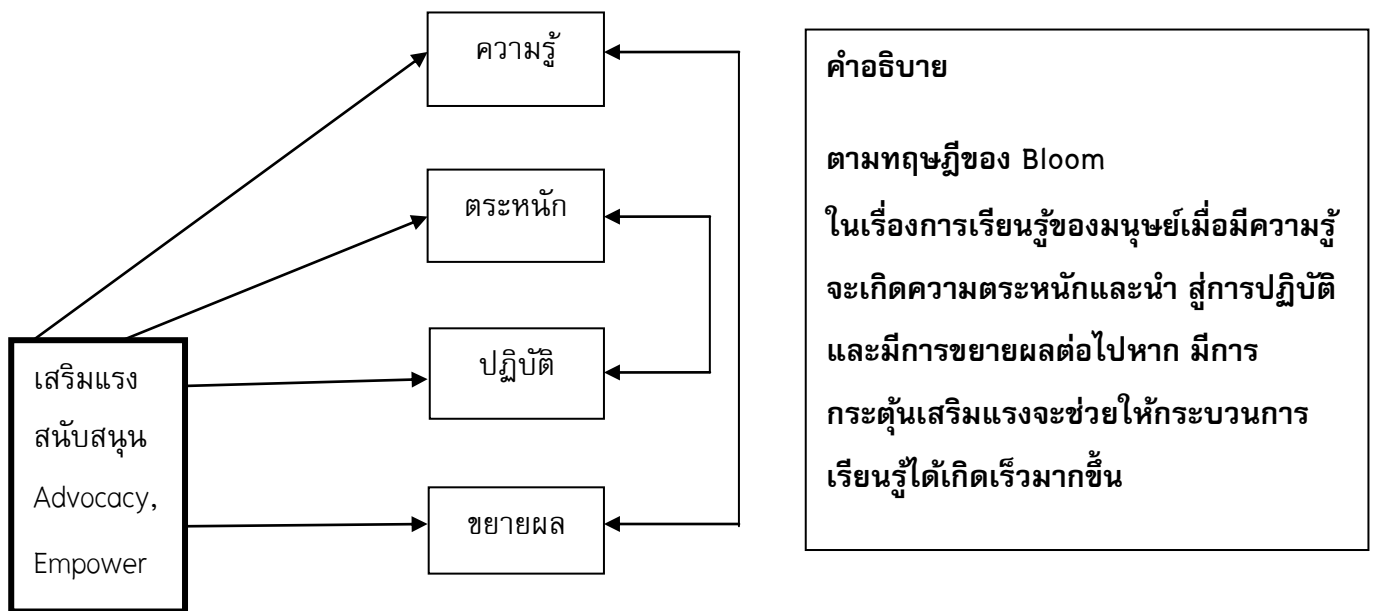 ความรู้
ตระหนัก
ปฏิบัติ
ขยายผล
เสริมแรง
สนับสนุน
Advocacy,
Empower
คำอธิบาย
ตามทฤษฎีของ Bloom
ในเรื่องการเรียนรู้ของมนุษย์เมื่อมีความรู้
จะเกิดความตระหนักและนำ สู่การปฏิบัติ
และมีการขยายผลต่อไปหาก มีการ
กระตุ้นเสริมแรงจะช่วยให้กระบวนการ
เรียนรู้ได้เกิดเร็วมากขึ้น